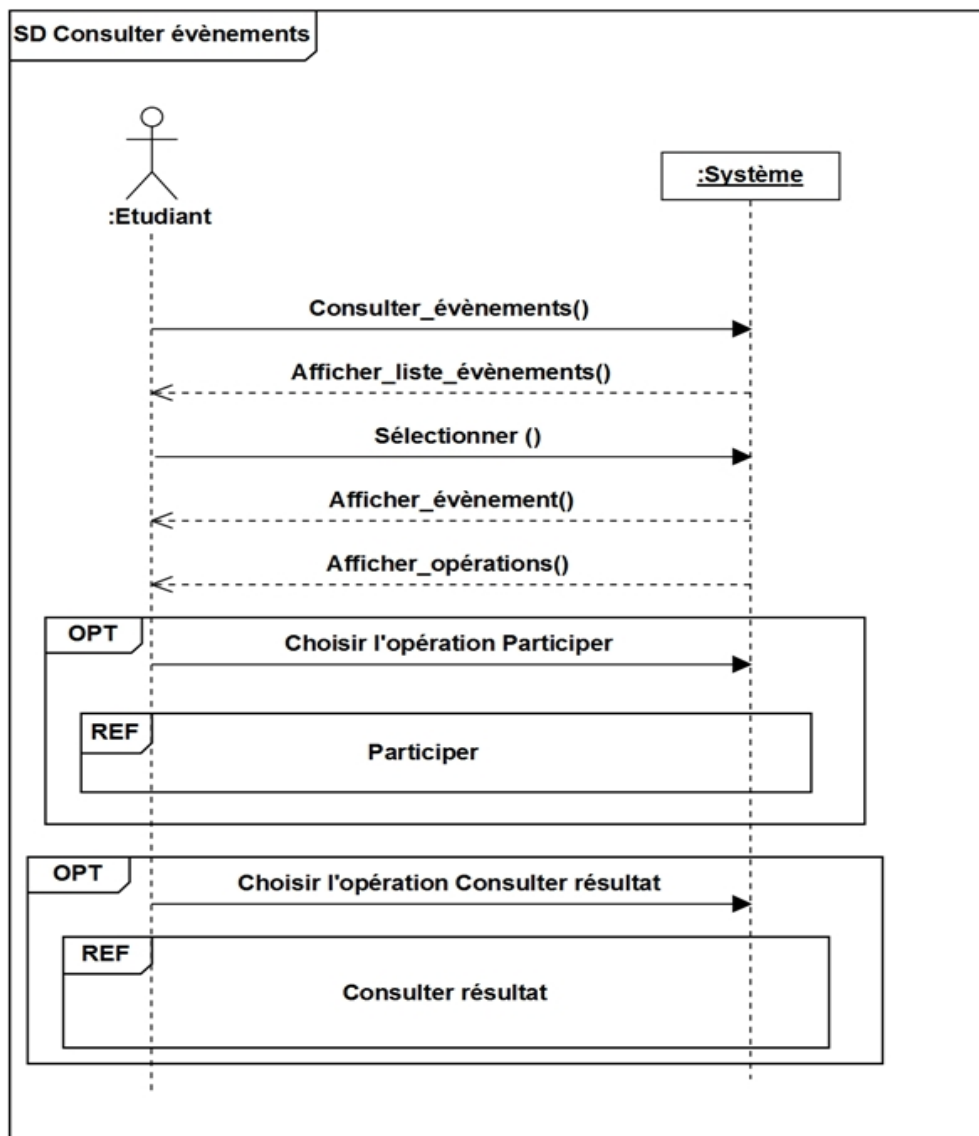 SD Consulter évènements
:Etudiant
:Système
Consulter_évènements()
Afficher_liste_évènements()
Sélectionner ()
Afficher_évènement()
Afficher_opérations()
OPT
Choisir l'opération Participer
REF
Participer
OPT
Choisir l'opération Consulter résultat
REF
Consulter résultat